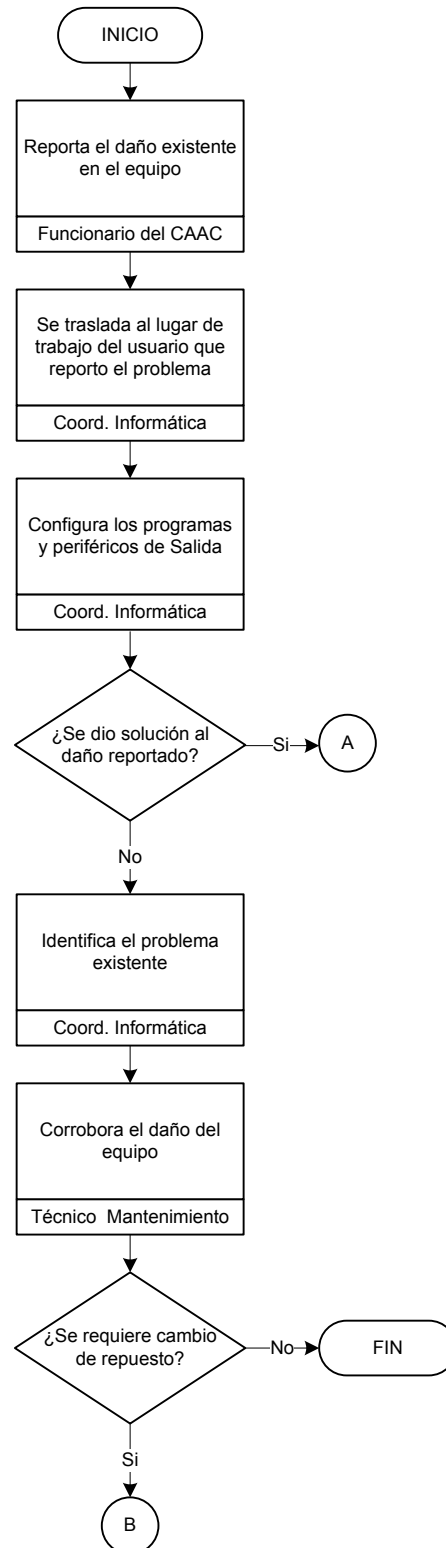 INICIO
Reporta el daño existente
en el equipo
Funcionario del CAAC
Se traslada al lugar de
trabajo del usuario que
reporto el problema
Coord. Informática
Configura los programas
y periféricos de Salida
Coord. Informática
¿Se dio solución al
daño reportado?
Si
A
No
Identifica el problema
existente
Coord. Informática
Corrobora el daño del
equipo
Técnico Mantenimiento
¿Se requiere cambio
de repuesto?
No
FIN
Si
B